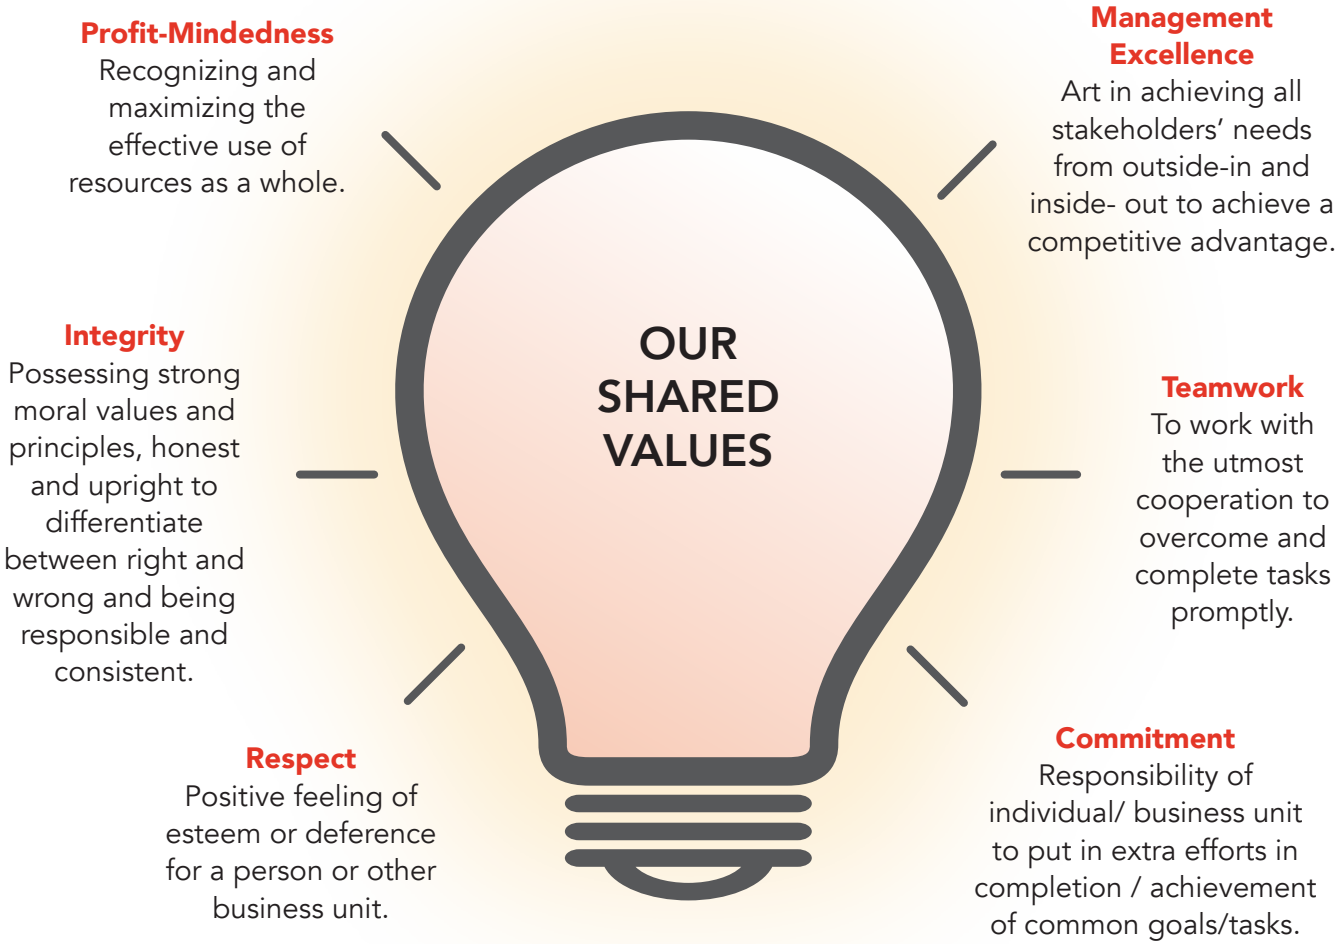 Profit-Mindedness
Recognizing and
maximizing the
effective use of
resources as a whole.
Management
Excellence
Art in achieving all
stakeholders’ needs
from outside-in and
inside- out to achieve a
competitive advantage.
OUR
SHARED
VALUES
Integrity
Possessing strong
moral values and
principles, honest
and upright to
differentiate
between right and
wrong and being
responsible and
consistent.
Teamwork
To work with
the utmost
cooperation to
overcome and
complete tasks
promptly.
Respect
Positive feeling of
esteem or deference
for a person or other
business unit.
Commitment
Responsibility of
individual/ business unit
to put in extra efforts in
completion / achievement
of common goals/tasks.